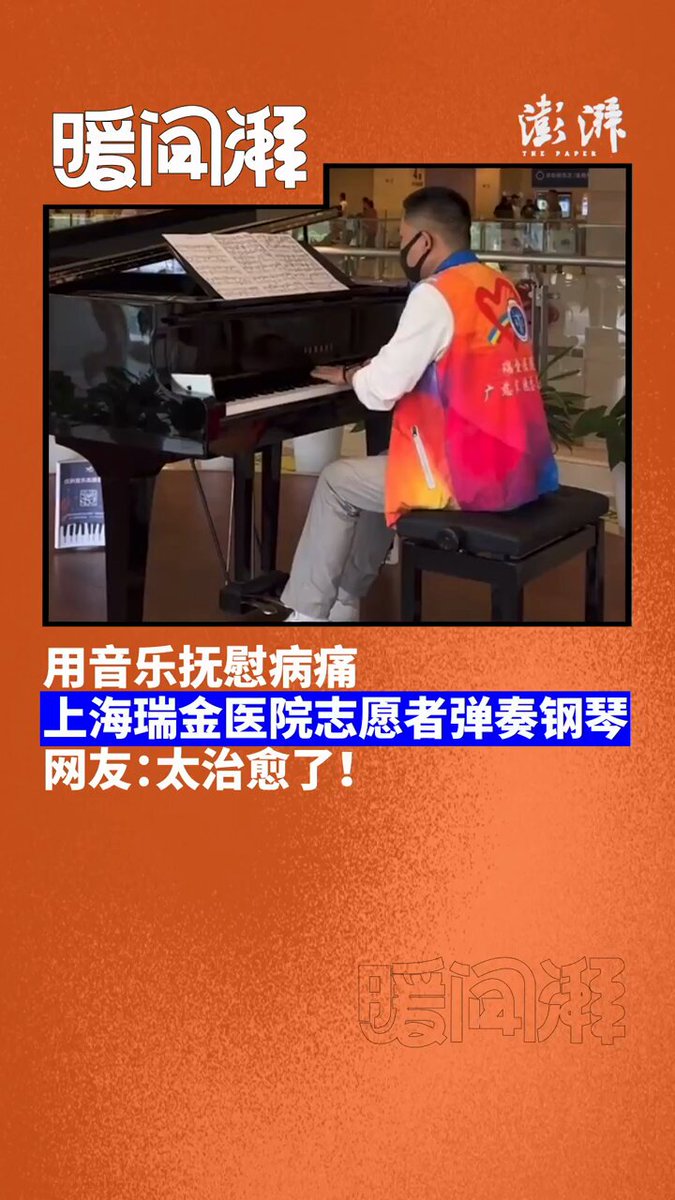 暖闻湃
澎湃
THE PAPER
用音乐抚慰病痛
上海瑞金医院志愿者弹奏钢琴
网友：太治愈了！
暖闻湃